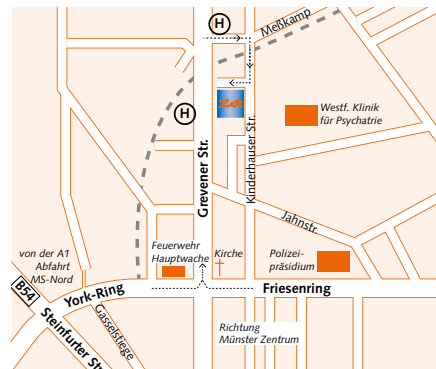 H
Meßkamp
H
Westf. Klinik
für Psychatrie
Grevener Str.
Kinderhauser Str.
Jahnstr.
von der A1
Abfahrt
MS-Nord
Feuerwehr
Hauptwache
Kirche
Polizei-
präsidium
B54
York-Ring
Friesenring
Steinfurter Str
Gasselstiege
Richtung
Münster Zentrum